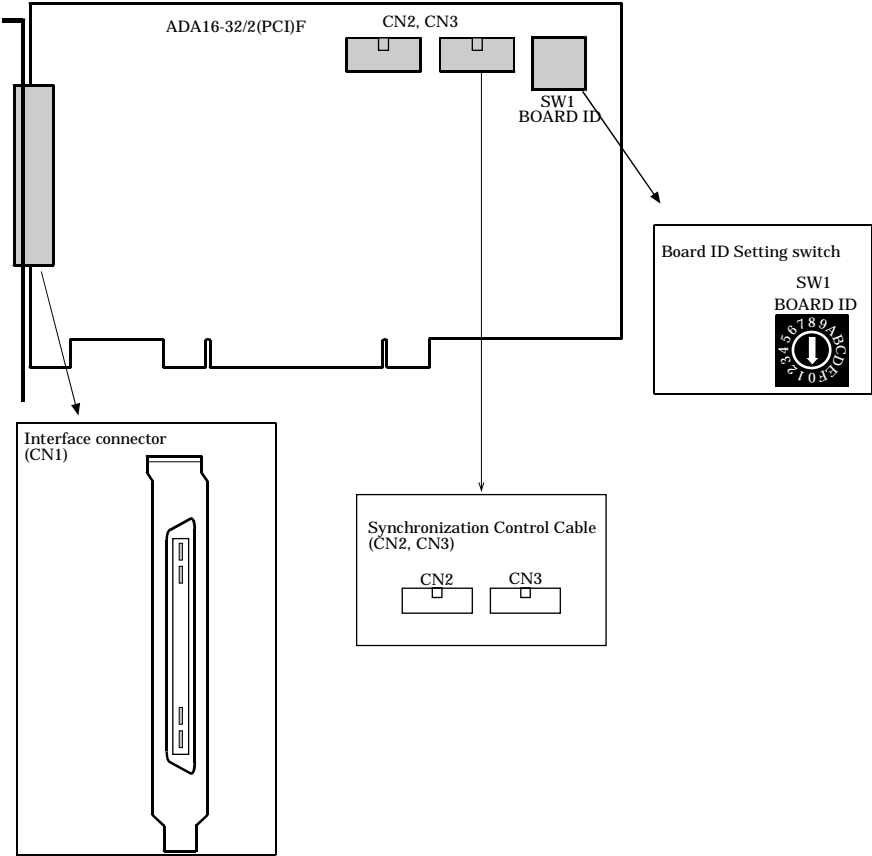 ADA16-32/2(PCI)F
CN2, CN3
SW1
BOARD ID
Board ID Setting switch
SW1
BOARD ID
0123456789ABCDEF
Interface connector
(CN1)
Synchronization Control Cable
(CN2, CN3)
CN2
CN3